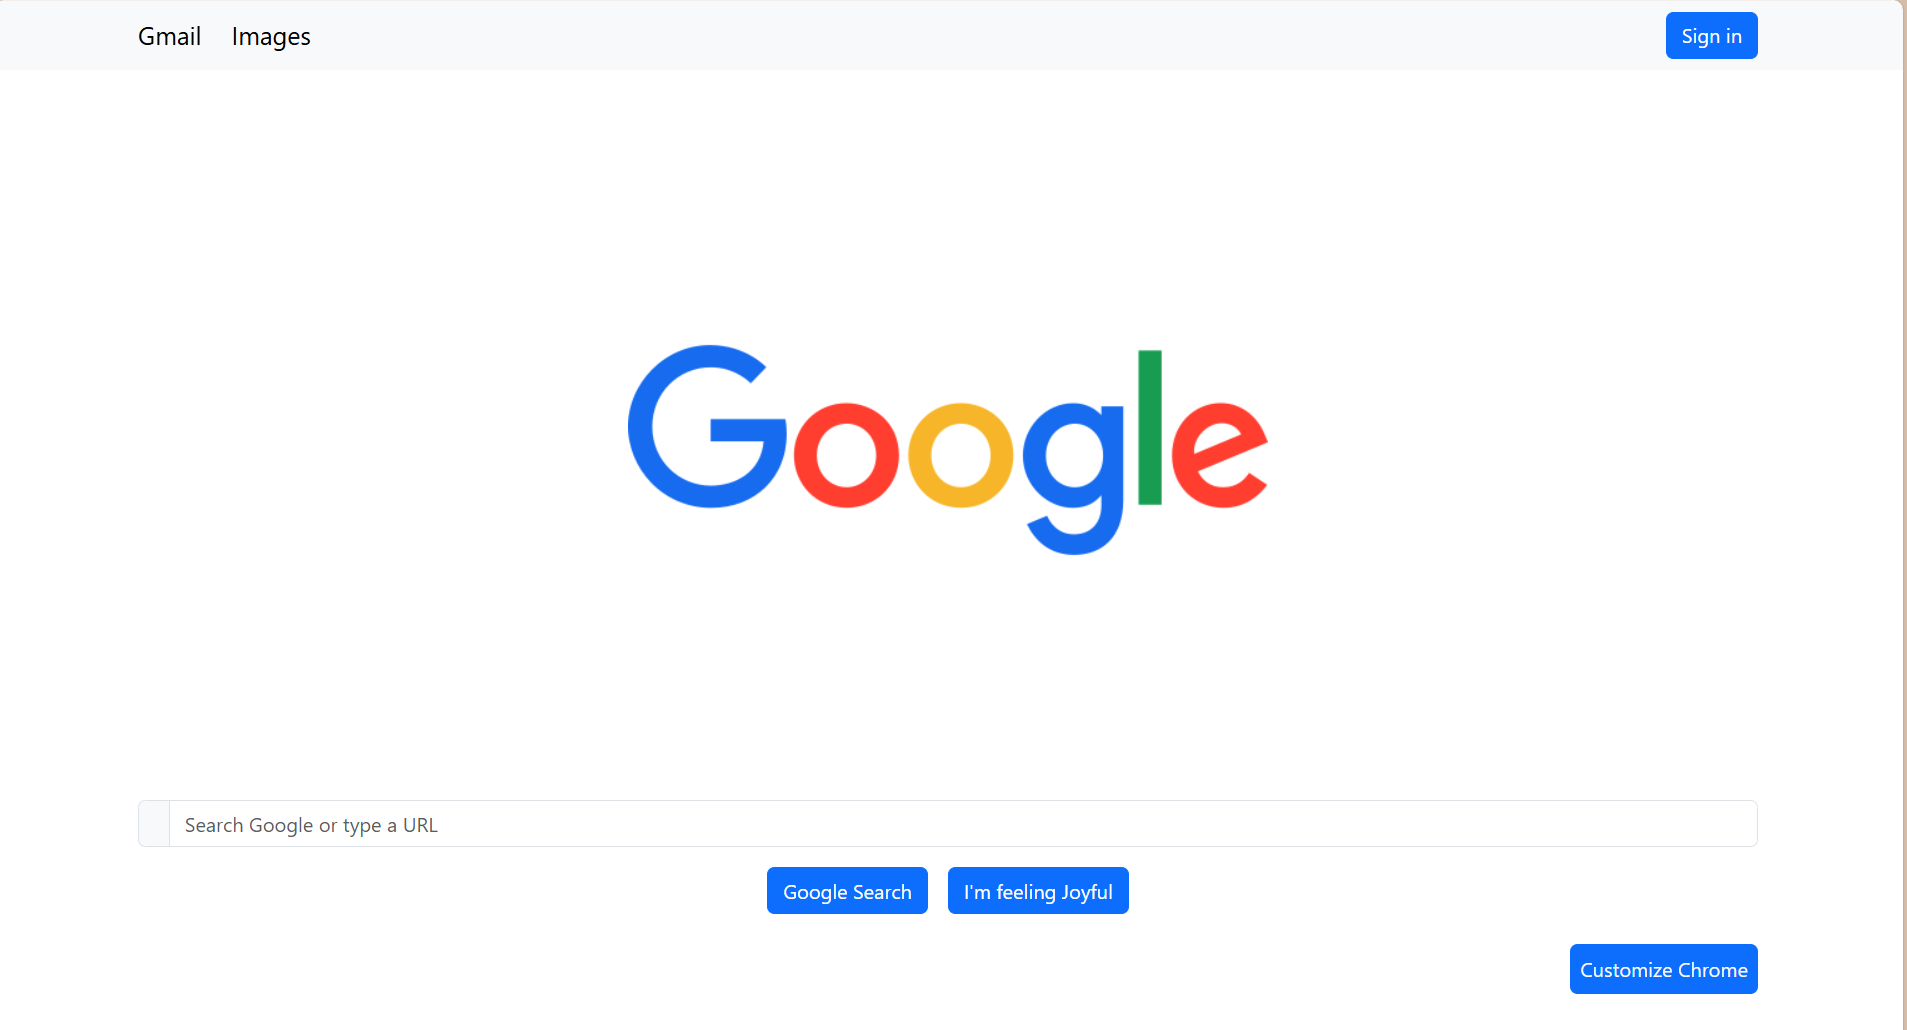 Gmail Images Sign in
Google
Search Google or type a URL
Google Search I'm feeling Joyful
Customize Chrome